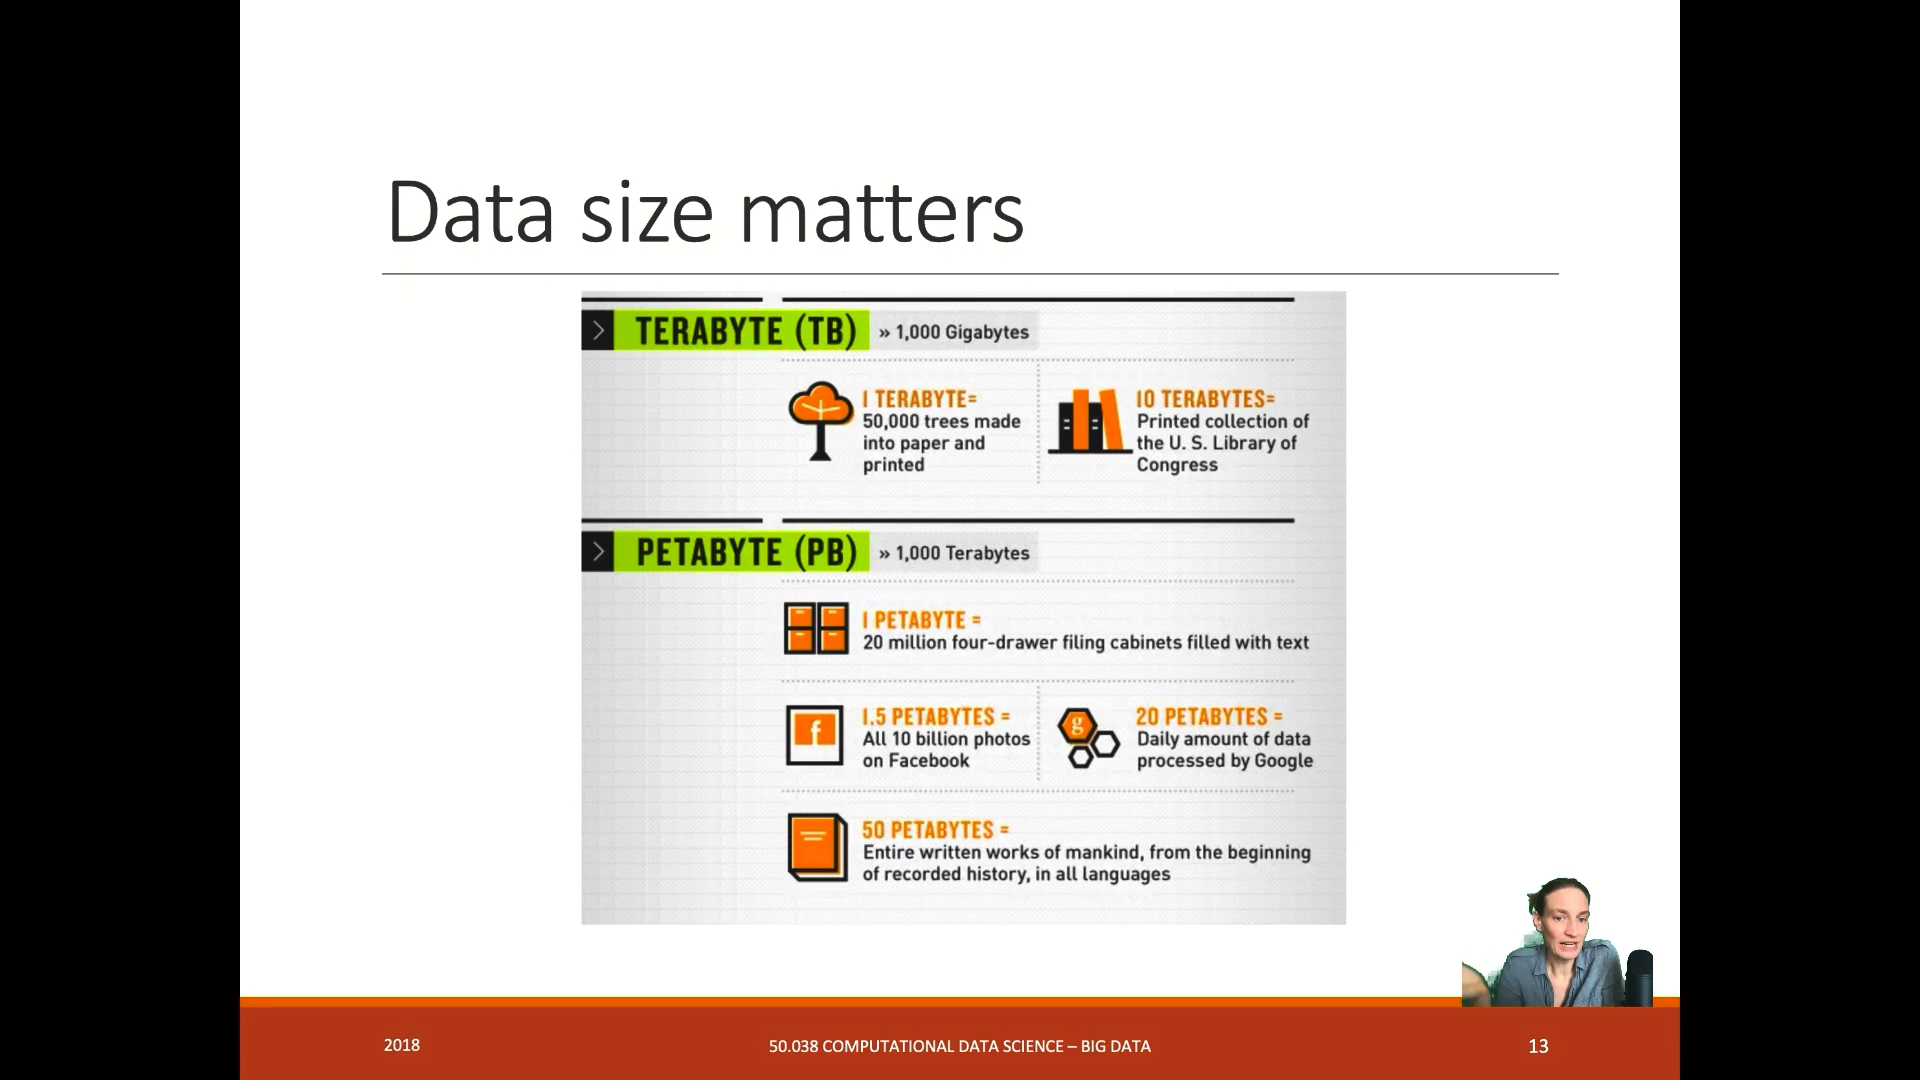 Data size matters
TERABYTE (TB)
» 1,000 Gigabytes
1 TERABYTE=
50,000 trees made
into paper and
printed
10 TERABYTES=
Printed collection of
the U. S. Library of
Congress
PETABYTE (PB)
» 1,000 Terabytes
1 PETABYTE =
20 million four-drawer filing cabinets filled with text
f
1.5 PETABYTES =
All 10 billion photos
on Facebook
g
20 PETABYTES =
Daily amount of data
processed by Google
50 PETABYTES =
Entire written works of mankind, from the beginning
of recorded history, in all languages
2018
50.038 COMPUTATIONAL DATA SCIENCE – BIG DATA
13